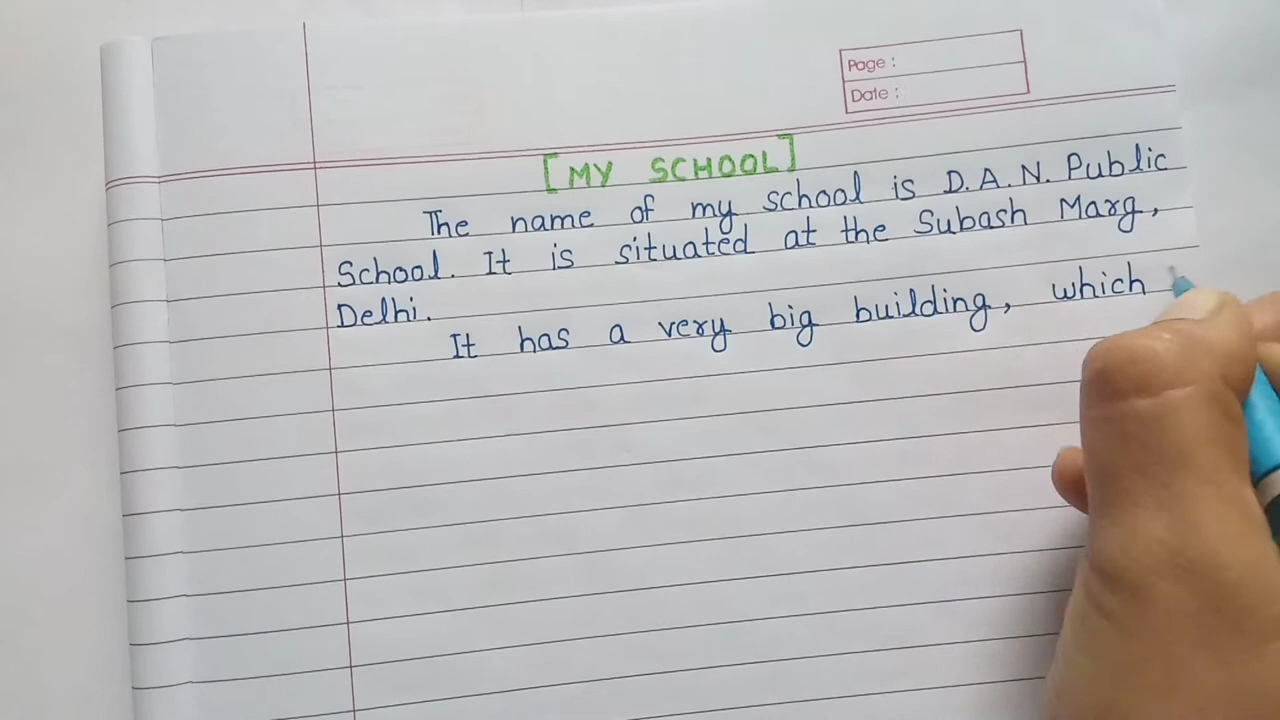 Page :
Date :
[MY SCHOOL]
The name of my school is D.A.N. Public
School. It is situated at the Subash Marg,
Delhi.
It has a very big building, which